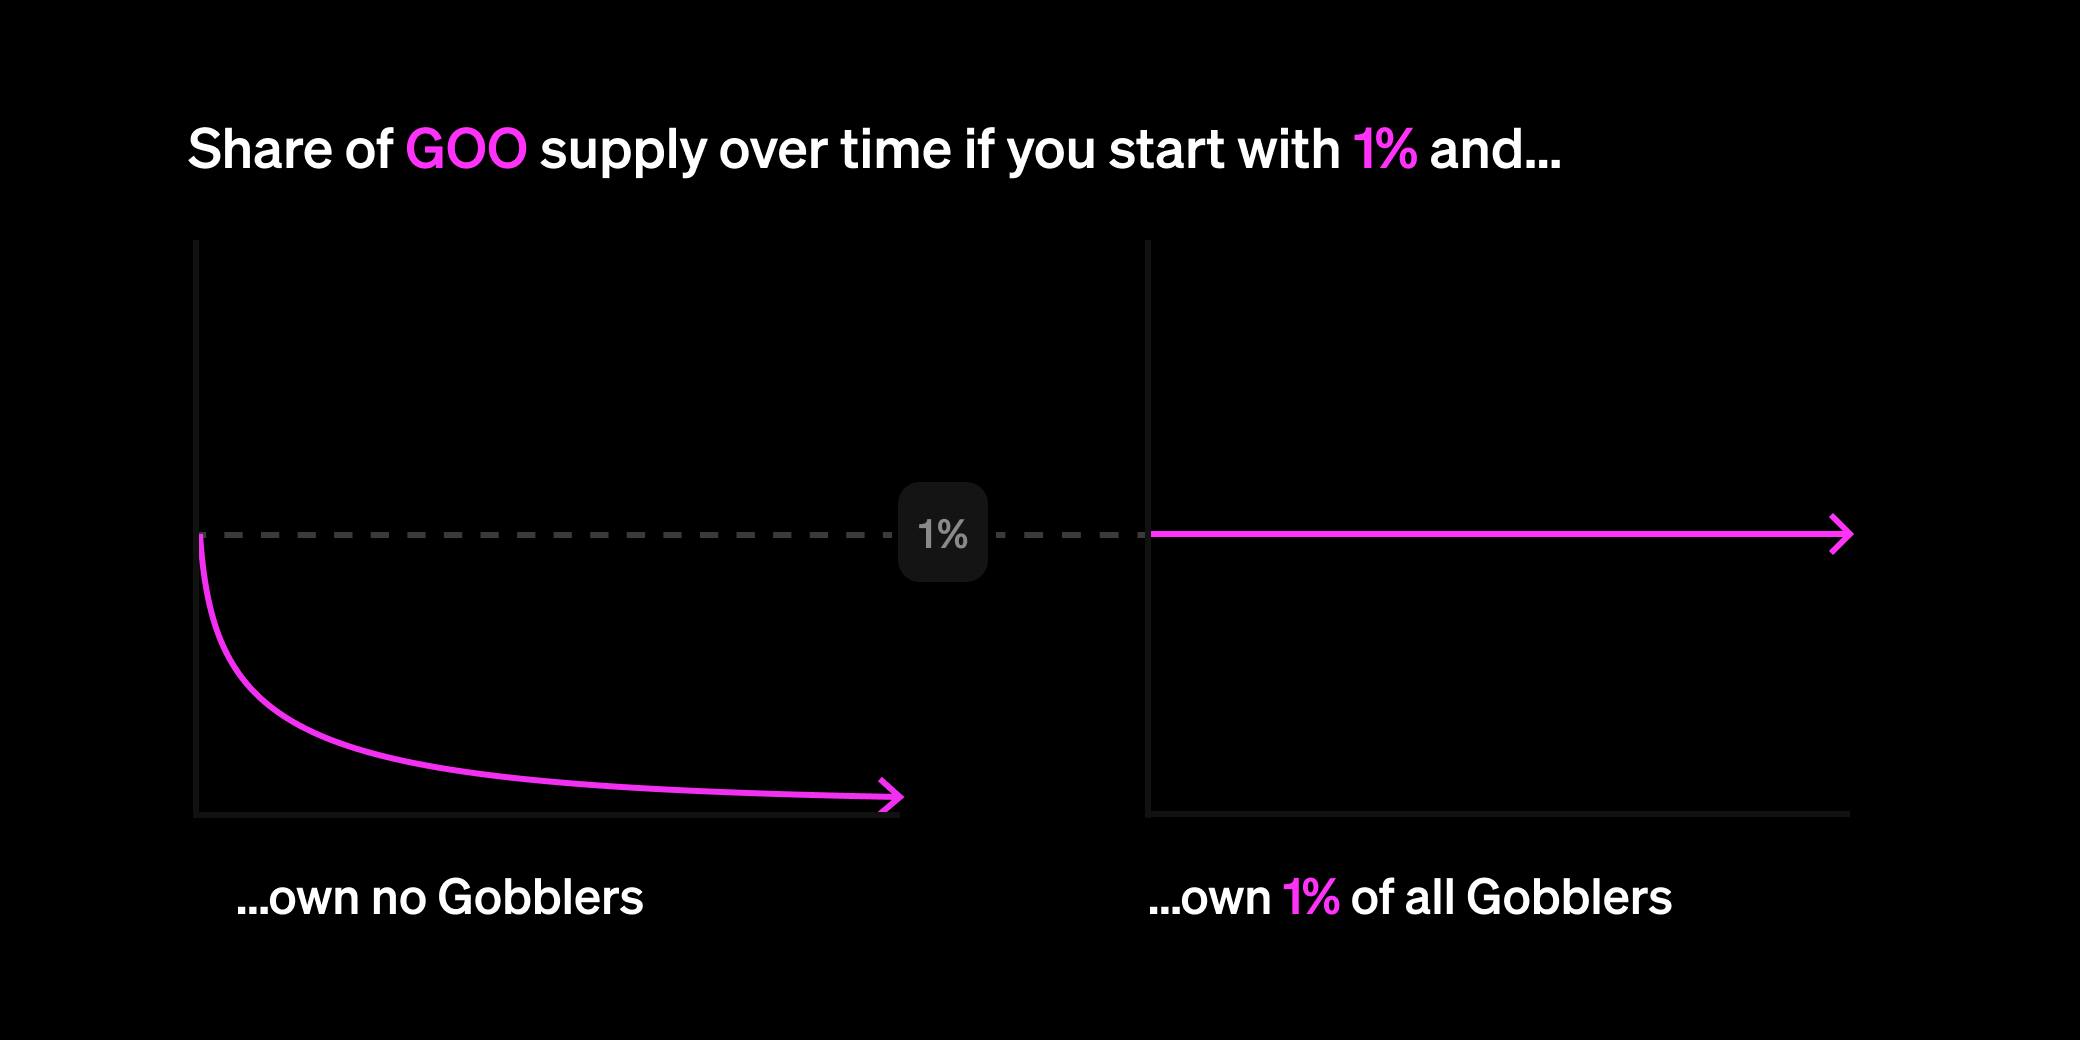 Share of GOO supply over time if you start with 1% and...
1%
...own no Gobblers
...own 1% of all Gobblers